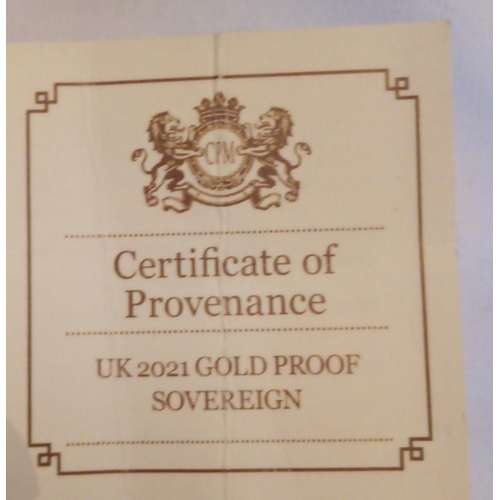 CPM
Certificate of
Provenance
UK 2021 GOLD PROOF
SOVEREIGN